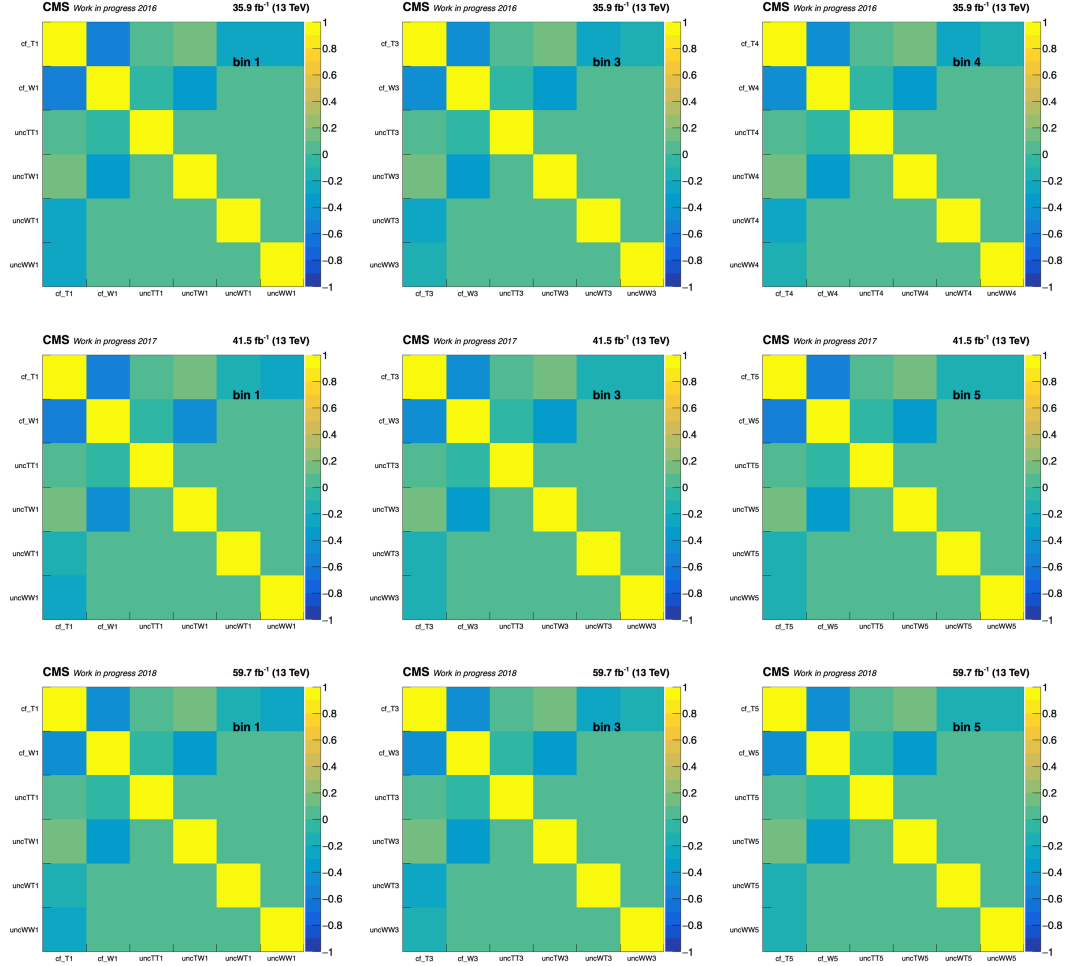 CMS Work in progress 2016 35.9 fb-1 (13 TeV)
cf_T1
cf_W1
uncTT1
uncTW1
uncWT1
uncWW1
bin 1
1
0.8
0.6
0.4
0.2
0
−0.2
−0.4
−0.6
−0.8
−1
cf_T1 cf_W1 uncTT1 uncTW1 uncWT1 uncWW1
CMS Work in progress 2016 35.9 fb-1 (13 TeV)
cf_T3
cf_W3
uncTT3
uncTW3
uncWT3
uncWW3
bin 3
1
0.8
0.6
0.4
0.2
0
−0.2
−0.4
−0.6
−0.8
−1
cf_T3 cf_W3 uncTT3 uncTW3 uncWT3 uncWW3
CMS Work in progress 2016 35.9 fb-1 (13 TeV)
cf_T4
cf_W4
uncTT4
uncTW4
uncWT4
uncWW4
bin 4
1
0.8
0.6
0.4
0.2
0
−0.2
−0.4
−0.6
−0.8
−1
cf_T4 cf_W4 uncTT4 uncTW4 uncWT4 uncWW4
CMS Work in progress 2017 41.5 fb-1 (13 TeV)
cf_T1
cf_W1
uncTT1
uncTW1
uncWT1
uncWW1
bin 1
1
0.8
0.6
0.4
0.2
0
−0.2
−0.4
−0.6
−0.8
−1
cf_T1 cf_W1 uncTT1 uncTW1 uncWT1 uncWW1
CMS Work in progress 2017 41.5 fb-1 (13 TeV)
cf_T3
cf_W3
uncTT3
uncTW3
uncWT3
uncWW3
bin 3
1
0.8
0.6
0.4
0.2
0
−0.2
−0.4
−0.6
−0.8
−1
cf_T3 cf_W3 uncTT3 uncTW3 uncWT3 uncWW3
CMS Work in progress 2017 41.5 fb-1 (13 TeV)
cf_T5
cf_W5
uncTT5
uncTW5
uncWT5
uncWW5
bin 5
1
0.8
0.6
0.4
0.2
0
−0.2
−0.4
−0.6
−0.8
−1
cf_T5 cf_W5 uncTT5 uncTW5 uncWT5 uncWW5
CMS Work in progress 2018 59.7 fb-1 (13 TeV)
cf_T1
cf_W1
uncTT1
uncTW1
uncWT1
uncWW1
bin 1
1
0.8
0.6
0.4
0.2
0
−0.2
−0.4
−0.6
−0.8
−1
cf_T1 cf_W1 uncTT1 uncTW1 uncWT1 uncWW1
CMS Work in progress 2018 59.7 fb-1 (13 TeV)
cf_T3
cf_W3
uncTT3
uncTW3
uncWT3
uncWW3
bin 3
1
0.8
0.6
0.4
0.2
0
−0.2
−0.4
−0.6
−0.8
−1
cf_T3 cf_W3 uncTT3 uncTW3 uncWT3 uncWW3
CMS Work in progress 2018 59.7 fb-1 (13 TeV)
cf_T5
cf_W5
uncTT5
uncTW5
uncWT5
uncWW5
bin 5
1
0.8
0.6
0.4
0.2
0
−0.2
−0.4
−0.6
−0.8
−1
cf_T5 cf_W5 uncTT5 uncTW5 uncWT5 uncWW5